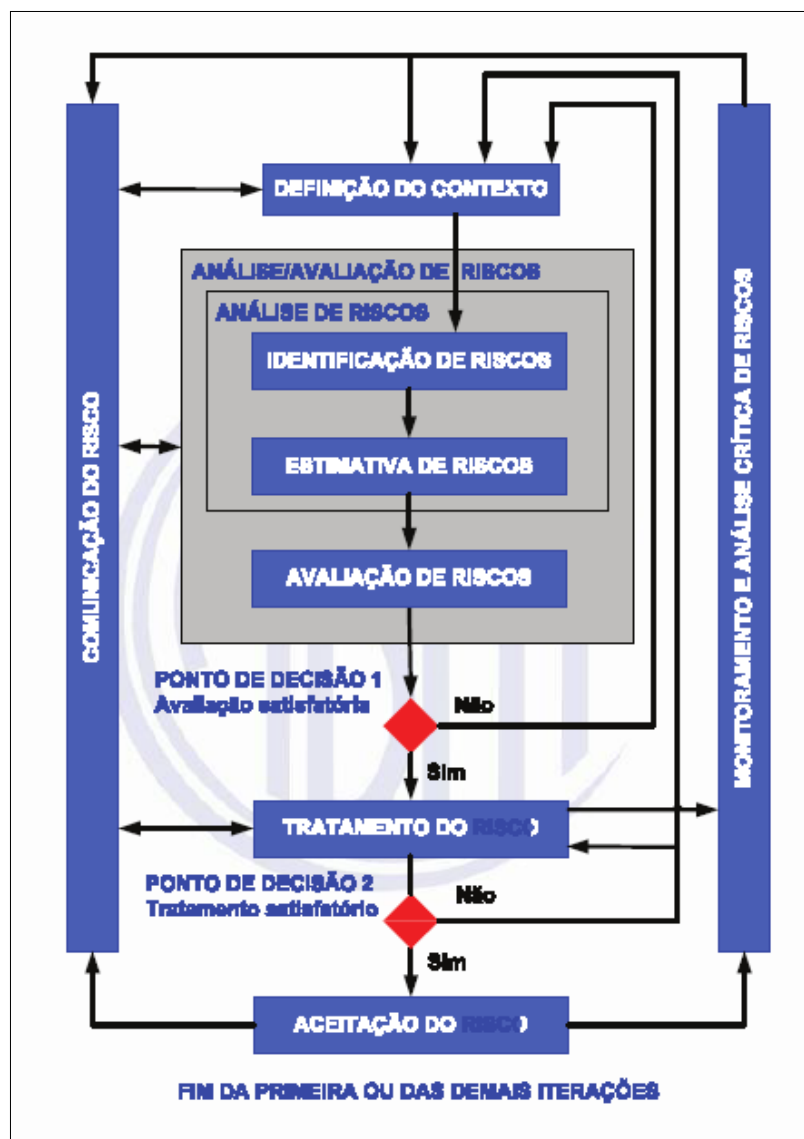 DEFINIÇÃO DO CONTEXTO
ANÁLISE/AVALIAÇÃO DE RISCOS
ANÁLISE DE RISCOS
IDENTIFICAÇÃO DE RISCOS
ESTIMATIVA DE RISCOS
AVALIAÇÃO DE RISCOS
COMUNICAÇÃO DO RISCO
MONITORAMENTO E ANÁLISE CRÍTICA DE RISCOS
PONTO DE DECISÃO 1
Avaliação satisfatória
Não
Sim
TRATAMENTO DO RISCO
PONTO DE DECISÃO 2
Tratamento satisfatório
Não
Sim
ACEITAÇÃO DO RISCO
FIM DA PRIMEIRA OU DAS DEMAIS ITERAÇÕES